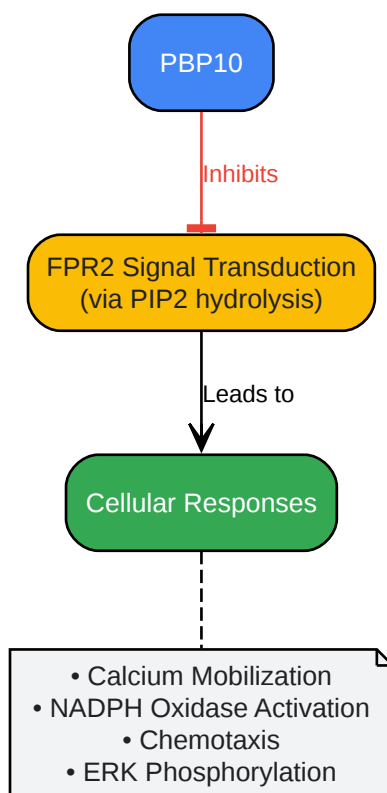 PBP10
Inhibits
FPR2 Signal Transduction
(via PIP2 hydrolysis)
Leads to
Cellular Responses
• Calcium Mobilization
• NADPH Oxidase Activation
• Chemotaxis
• ERK Phosphorylation